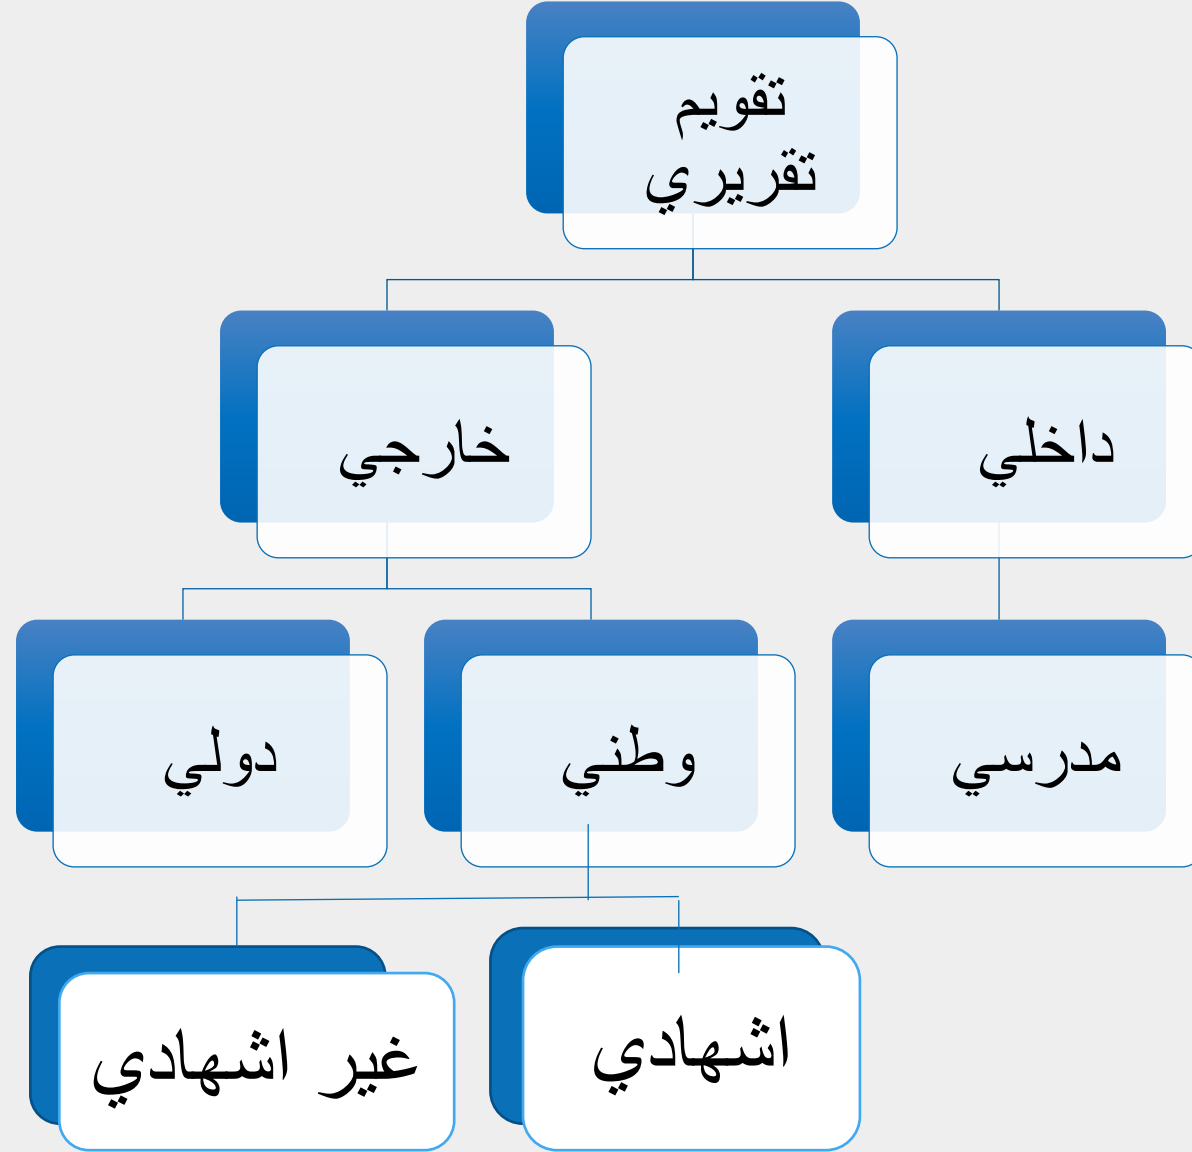 تقويم
تقريري
داخلي
خارجي
مدرسي
وطني
دولي
اشهادي
غير اشهادي